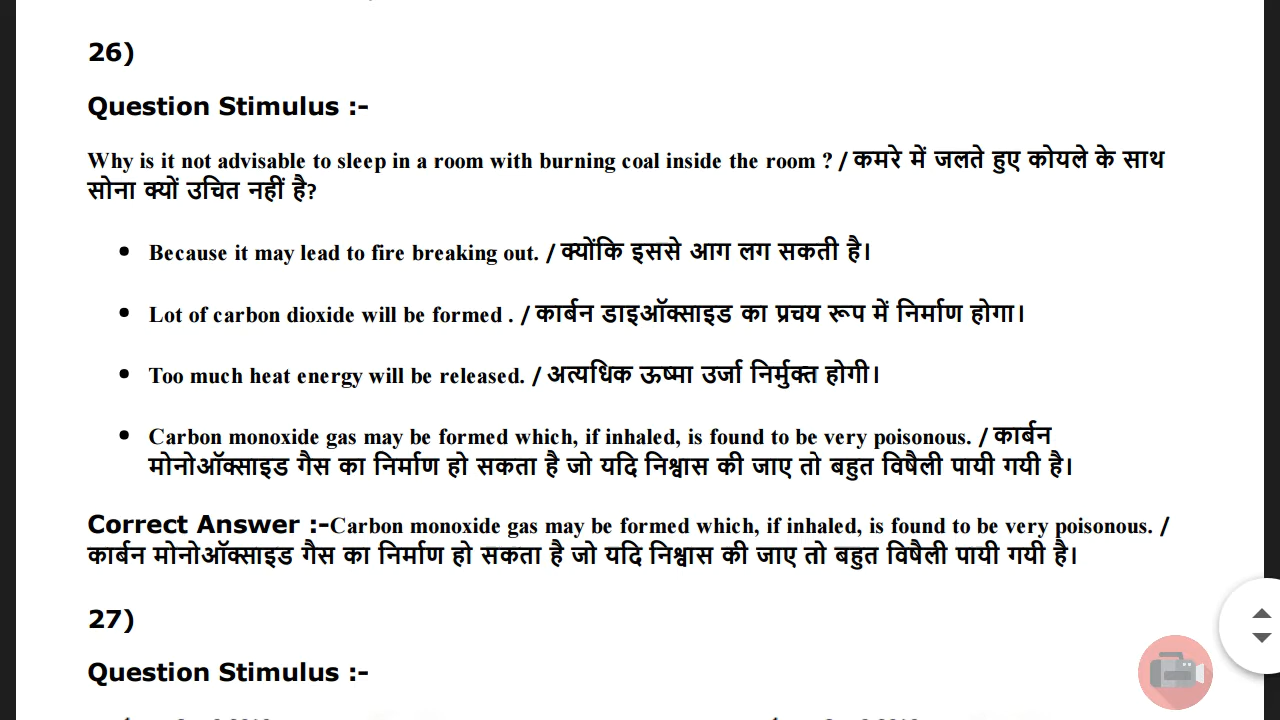 26)
Question Stimulus :-
Why is it not advisable to sleep in a room with burning coal inside the room ? / कमरे में जलते हुए कोयले के साथ
सोना क्यों उचित नहीं है?
Because it may lead to fire breaking out. / क्योंकि इससे आग लग सकती है।
Lot of carbon dioxide will be formed . / कार्बन डाइऑक्साइड का प्रचय रूप में निर्माण होगा।
Too much heat energy will be released. / अत्यधिक ऊष्मा उर्जा निर्मुक्त होगी।
Carbon monoxide gas may be formed which, if inhaled, is found to be very poisonous. / कार्बन
मोनोऑक्साइड गैस का निर्माण हो सकता है जो यदि निश्वास की जाए तो बहुत विषैली पायी गयी है।
Correct Answer :-Carbon monoxide gas may be formed which, if inhaled, is found to be very poisonous. /
कार्बन मोनोऑक्साइड गैस का निर्माण हो सकता है जो यदि निश्वास की जाए तो बहुत विषैली पायी गयी है।
27)
Question Stimulus :-